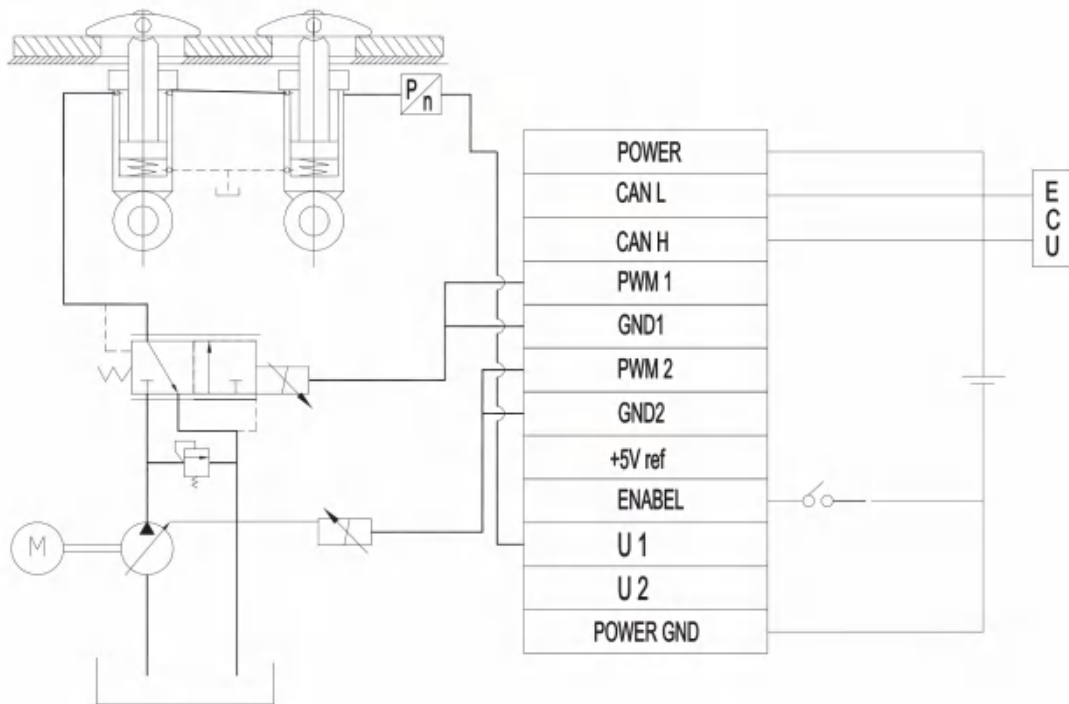 P
n
POWER
CAN L
CAN H
PWM 1
GND1
PWM 2
GND2
+5V ref
ENABEL
U 1
U 2
POWER GND
E
C
U
M